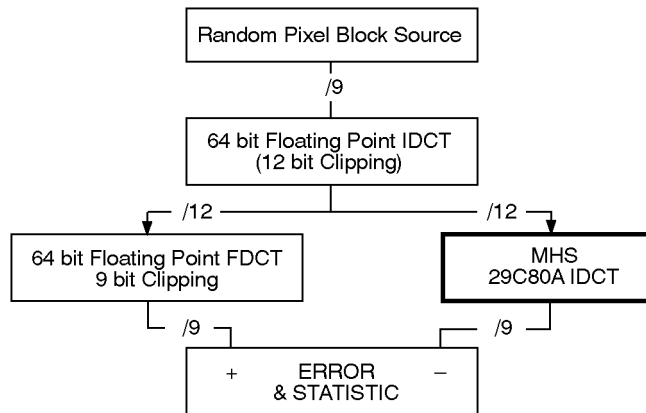 Random Pixel Block Source
/9
64 bit Floating Point IDCT
(12 bit Clipping)
/12
/12
64 bit Floating Point FDCT
9 bit Clipping
MHS
29C80A IDCT
/9
/9
+ ERROR −
& STATISTIC